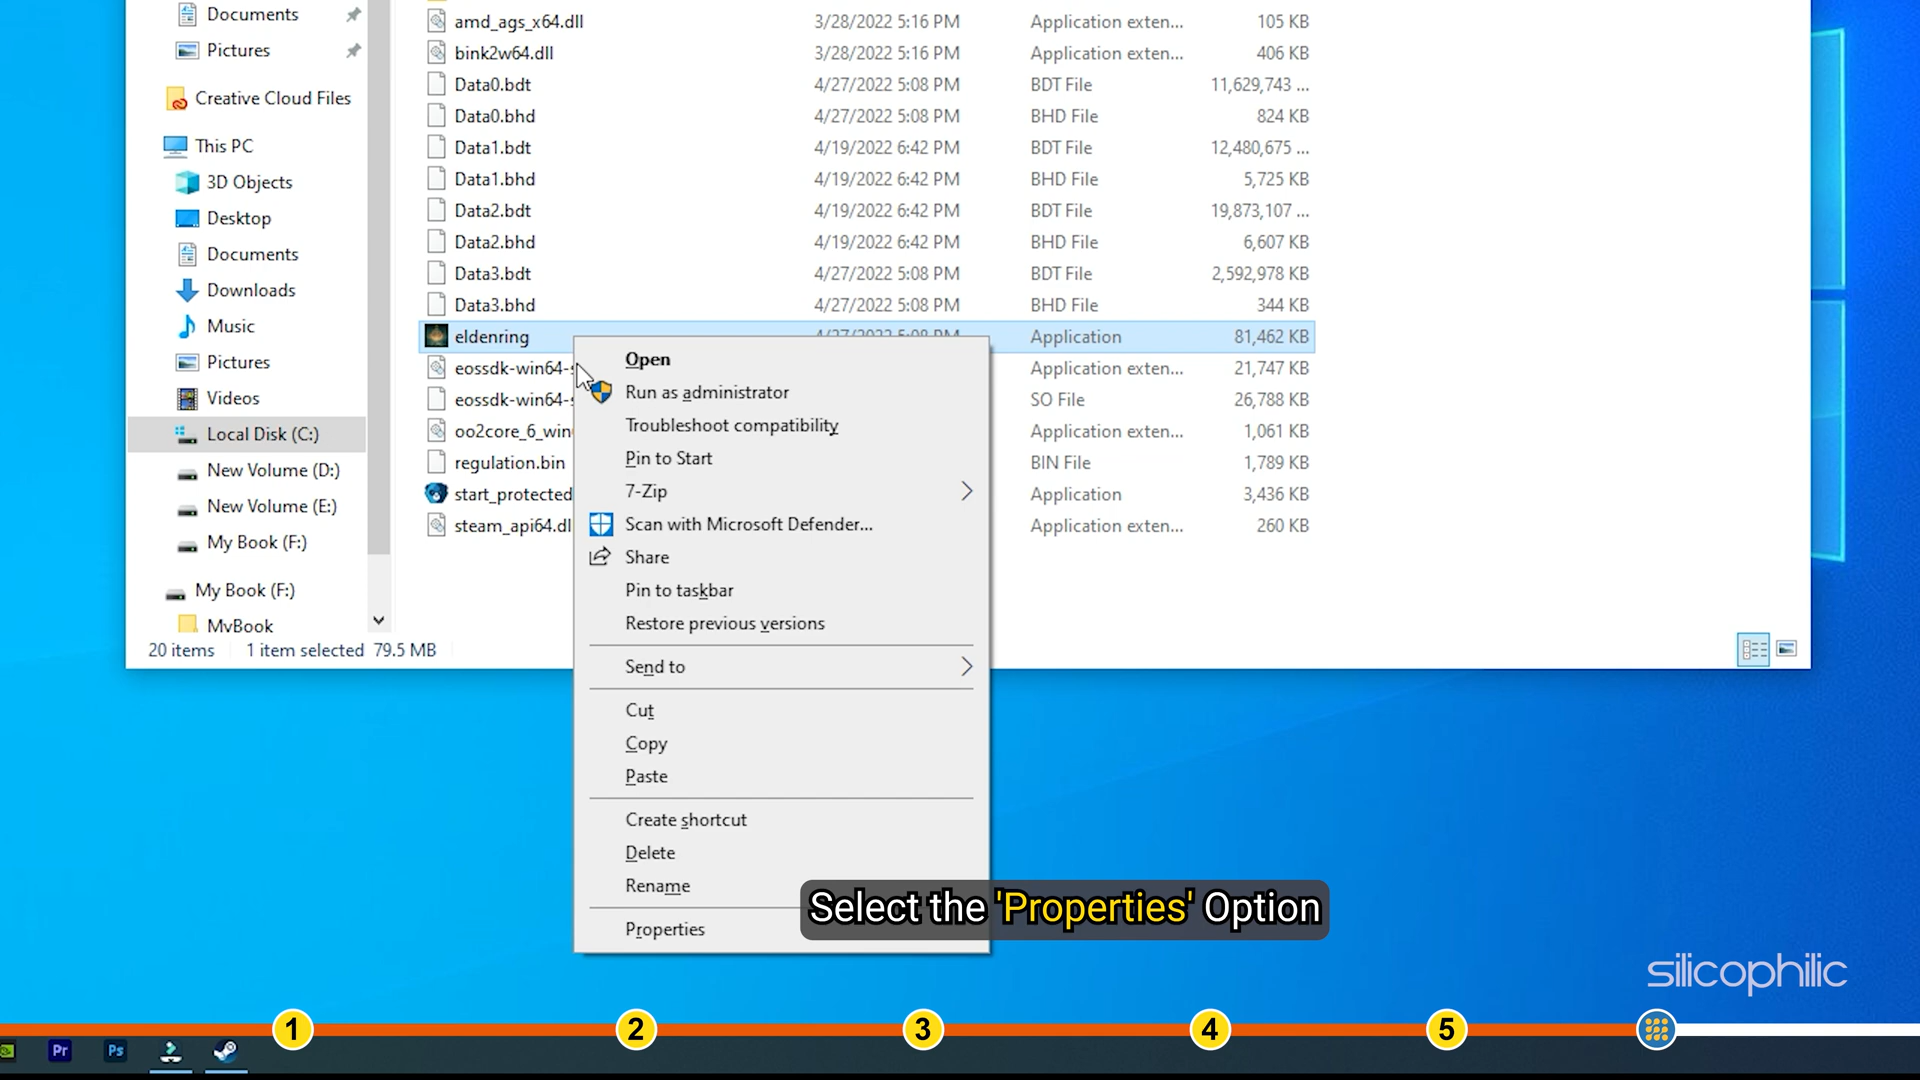 Documents
Pictures
Creative Cloud Files
This PC
3D Objects
Desktop
Documents
Downloads
Music
Pictures
Videos
Local Disk (C:)
New Volume (D:)
New Volume (E:)
My Book (F:)
My Book (F:)
MyBook
amd_ags_x64.dll 3/28/2022 5:16 PM Application exten... 105 KB
bink2w64.dll 3/28/2022 5:16 PM Application exten... 406 KB
Data0.bdt 4/27/2022 5:08 PM BDT File 11,629,743 ...
Data0.bhd 4/27/2022 5:08 PM BHD File 824 KB
Data1.bdt 4/19/2022 6:42 PM BDT File 12,480,675 ...
Data1.bhd 4/19/2022 6:42 PM BHD File 5,725 KB
Data2.bdt 4/19/2022 6:42 PM BDT File 19,873,107 ...
Data2.bhd 4/19/2022 6:42 PM BHD File 6,607 KB
Data3.bdt 4/27/2022 5:08 PM BDT File 2,592,978 KB
Data3.bhd 4/27/2022 5:08 PM BHD File 344 KB
eldenring 4/27/2022 5:08 PM Application 81,462 KB
eossdk-win64-s Application exten... 21,747 KB
eossdk-win64-s SO File 26,788 KB
oo2core_6_win Application exten... 1,061 KB
regulation.bin BIN File 1,789 KB
start_protected Application 3,436 KB
steam_api64.dl Application exten... 260 KB
20 items 1 item selected 79.5 MB
Open
Run as administrator
Troubleshoot compatibility
Pin to Start
7-Zip
Scan with Microsoft Defender...
Share
Pin to taskbar
Restore previous versions
Send to
Cut
Copy
Paste
Create shortcut
Delete
Rename
Properties
Select the 'Properties' Option
silicophilic
1 2 3 4 5
Pr Ps